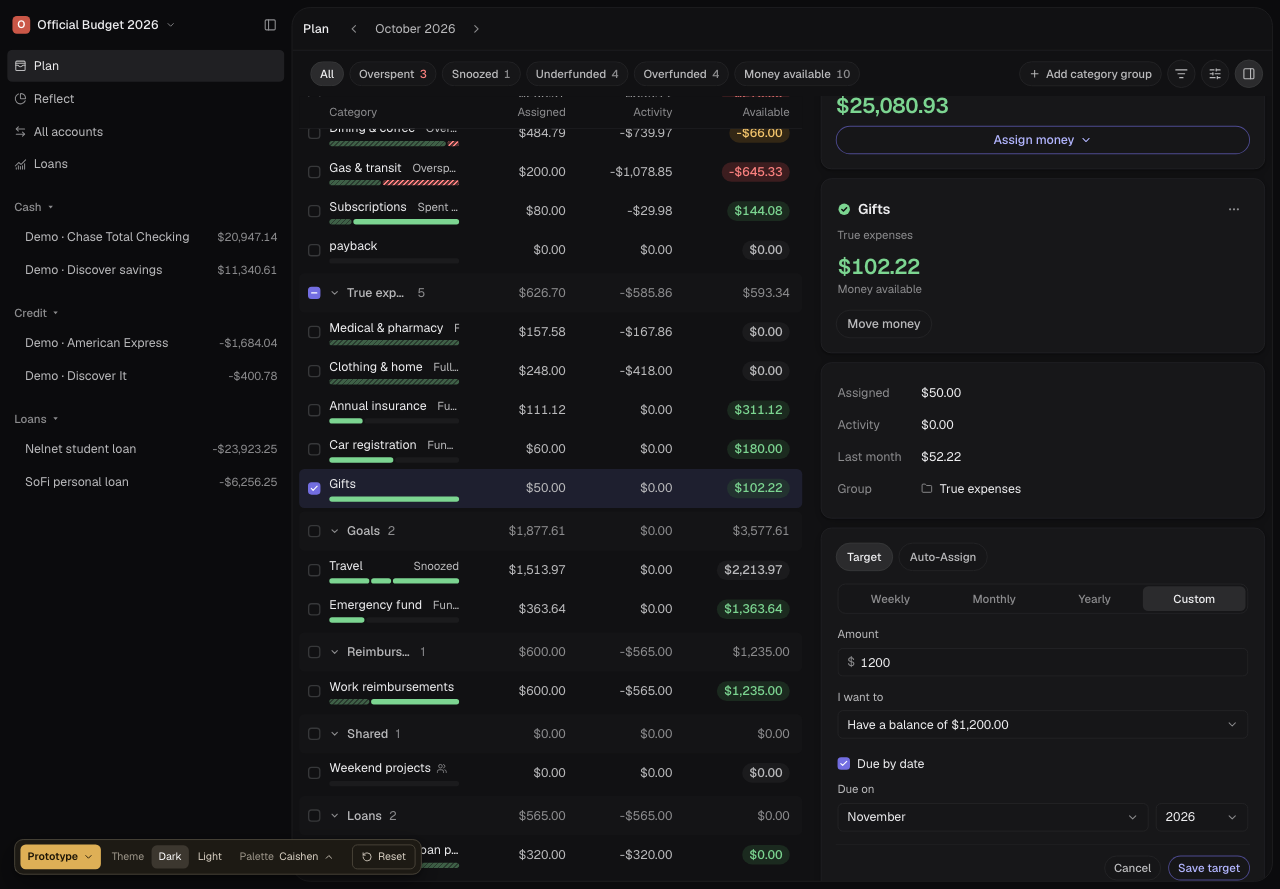 O Official Budget 2026
Plan
Reflect
All accounts
Loans
Cash
Demo · Chase Total Checking $20,947.14
Demo · Discover savings $11,340.61
Credit
Demo · American Express -$1,684.04
Demo · Discover It -$400.78
Loans
Nelnet student loan -$23,923.25
SoFi personal loan -$6,256.25
Prototype Theme Dark Light Palette Caishen Reset
Plan October 2026
All Overspent 3 Snoozed 1 Underfunded 4 Overfunded 4 Money available 10 Add category group
Category Assigned Activity Available
Dining & coffee Over... $484.79 -$739.97 -$66.00
Gas & transit Oversp... $200.00 -$1,078.85 -$645.33
Subscriptions Spent ... $80.00 -$29.98 $144.08
payback $0.00 $0.00 $0.00
True exp... 5 $626.70 -$585.86 $593.34
Medical & pharmacy $157.58 -$167.86 $0.00
Clothing & home Full... $248.00 -$418.00 $0.00
Annual insurance Fu... $111.12 $0.00 $311.12
Car registration Fun... $60.00 $0.00 $180.00
Gifts $50.00 $0.00 $102.22
Goals 2 $1,877.61 $0.00 $3,577.61
Travel Snoozed $1,513.97 $0.00 $2,213.97
Emergency fund Fun... $363.64 $0.00 $1,363.64
Reimburs... 1 $600.00 -$565.00 $1,235.00
Work reimbursements $600.00 -$565.00 $1,235.00
Shared 1 $0.00 $0.00 $0.00
Weekend projects $0.00 $0.00 $0.00
Loans 2 $565.00 -$565.00 $0.00
$320.00 -$320.00 $0.00
$25,080.93
Assign money
Gifts
True expenses
$102.22
Money available
Move money
Assigned $50.00
Activity $0.00
Last month $52.22
Group True expenses
Target Auto-Assign
Weekly Monthly Yearly Custom
Amount
$ 1200
I want to
Have a balance of $1,200.00
Due by date
Due on
November 2026
Cancel Save target